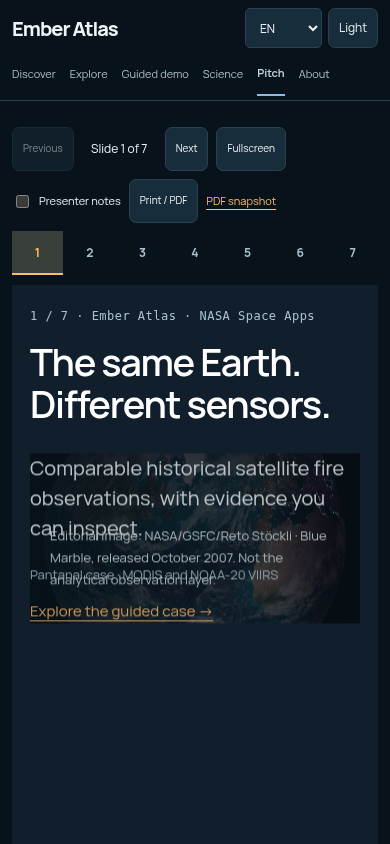 Ember Atlas
EN
Light
Discover
Explore
Guided demo
Science
Pitch
About
Previous
Slide 1 of 7
Next
Fullscreen
Presenter notes
Print / PDF
PDF snapshot
1
2
3
4
5
6
7
1 / 7 · Ember Atlas · NASA Space Apps
The same Earth.
Different sensors.
Comparable historical satellite fire
observations, with evidence you
can inspect
Editorial image: NASA/GSFC/Reto Stöckli · Blue
Marble, released October 2007. Not the
analytical observation layer.
Pantanal case · MODIS and NOAA-20 VIIRS
Explore the guided case →